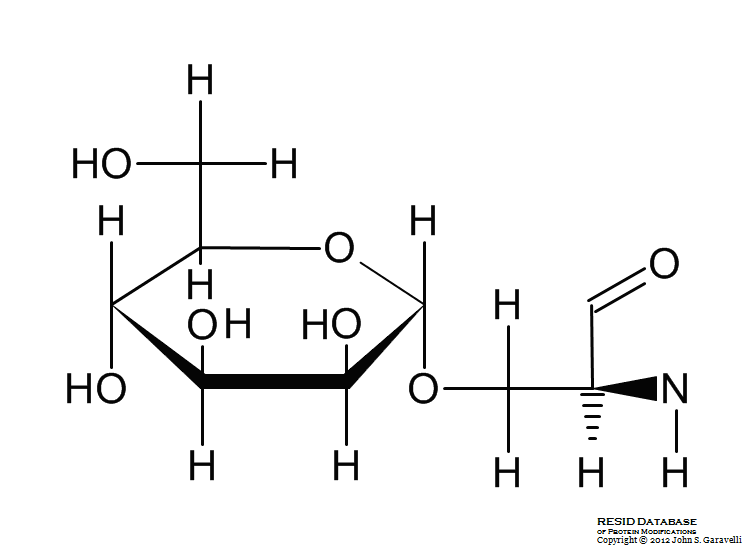 H
HO H
H H
O
O
H
OH HO
H
HO O N
H H H H H
RESID DATABASE
OF PROTEIN MODIFICATIONS
Copyright © 2012 John S. Garavelli